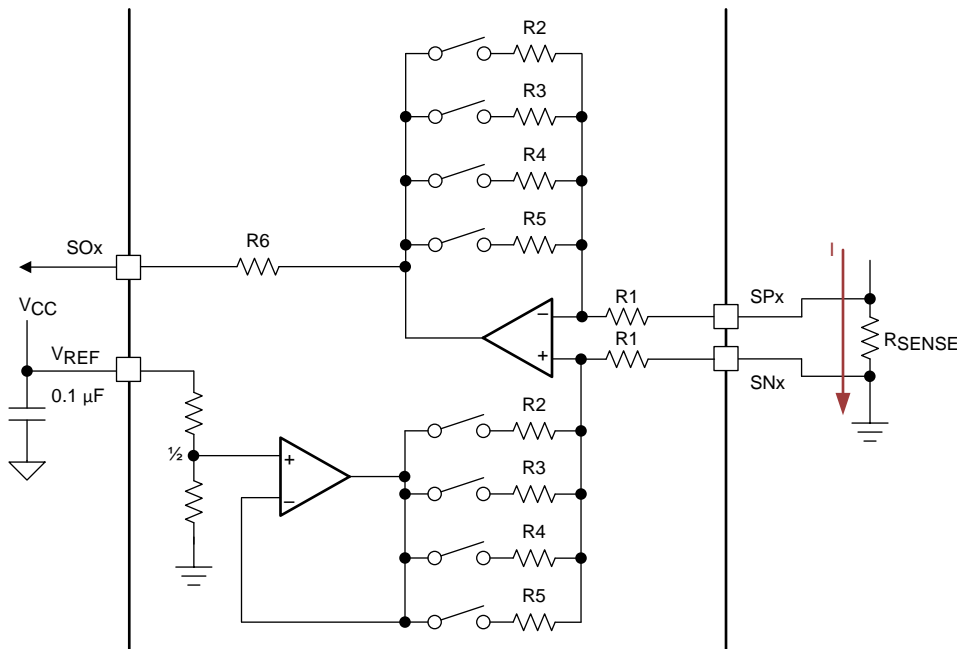 R2
R3
R4
R5
SOx
R6
VCC
VREF
0.1 µF
R1
R1
SPx
SNx
I
RSENSE
½
+
−
−
+
R2
R3
R4
R5